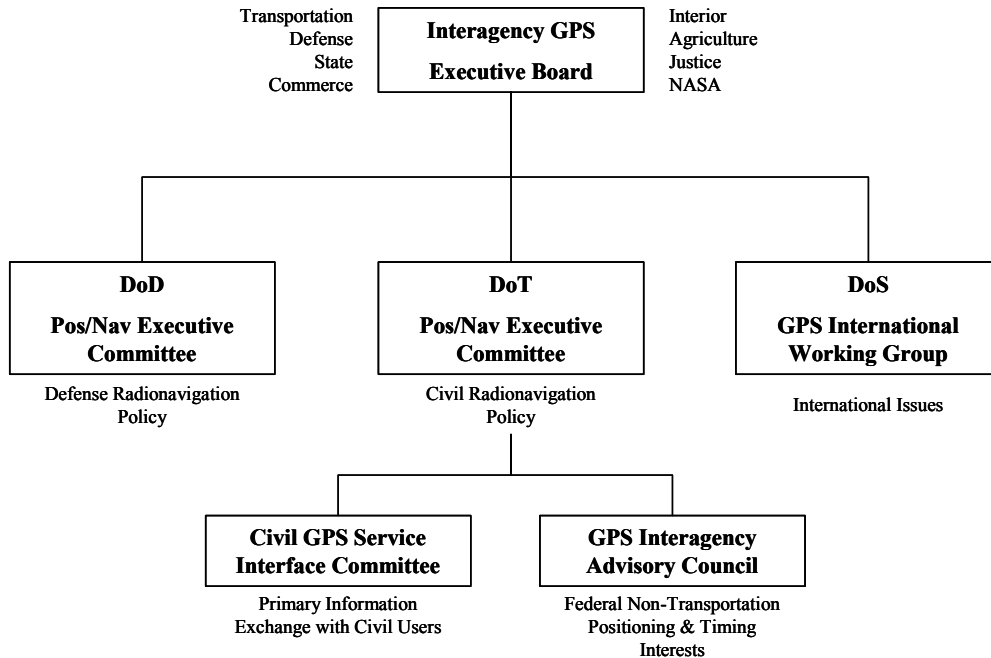 Transportation
Defense
State
Commerce
Interagency GPS
Executive Board
Interior
Agriculture
Justice
NASA
DoD
Pos/Nav Executive
Committee
Defense Radionavigation
Policy
DoT
Pos/Nav Executive
Committee
Civil Radionavigation
Policy
DoS
GPS International
Working Group
International Issues
Civil GPS Service
Interface Committee
Primary Information
Exchange with Civil Users
GPS Interagency
Advisory Council
Federal Non-Transportation
Positioning & Timing
Interests